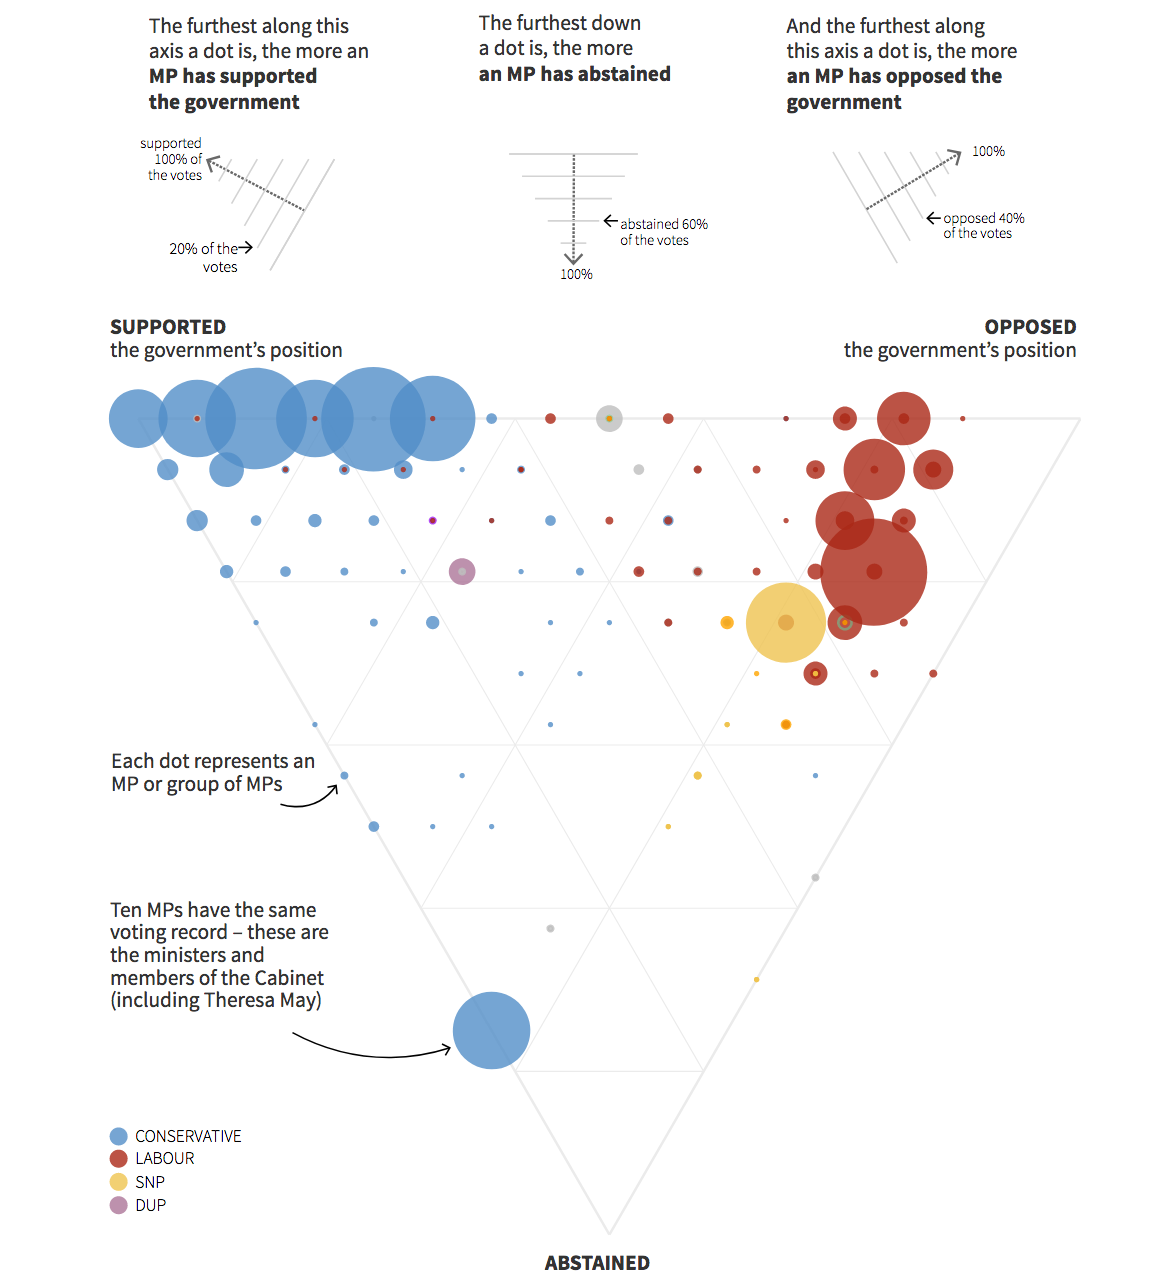 The furthest along this
axis a dot is, the more an
MP has supported
the government
The furthest down
a dot is, the more
an MP has abstained
And the furthest along
this axis a dot is, the more
an MP has opposed the
government
supported
100% of
the votes
20% of the
votes
abstained 60%
of the votes
100%
100%
opposed 40%
of the votes
SUPPORTED
the government’s position
OPPOSED
the government’s position
Each dot represents an
MP or group of MPs
Ten MPs have the same
voting record – these are
the ministers and
members of the Cabinet
(including Theresa May)
CONSERVATIVE
LABOUR
SNP
DUP
ABSTAINED